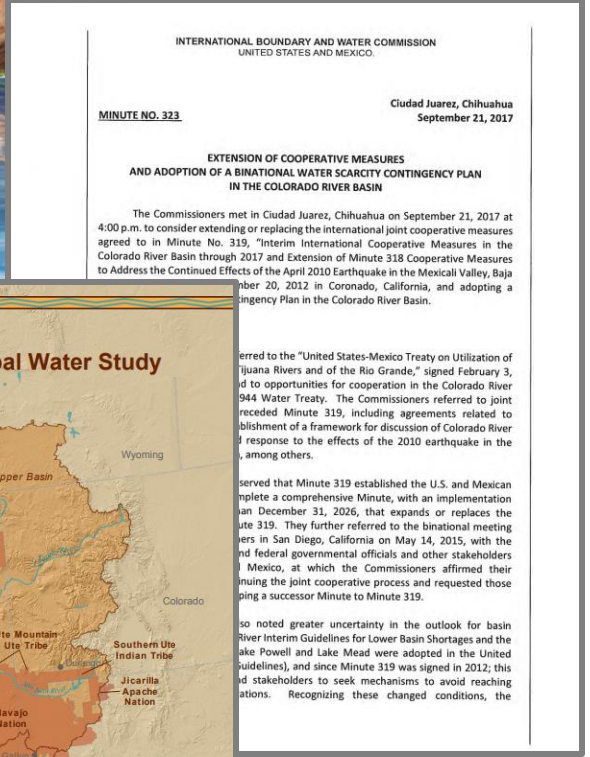 INTERNATIONAL BOUNDARY AND WATER COMMISSION
UNITED STATES AND MEXICO.
Ciudad Juarez, Chihuahua
MINUTE NO. 323
September 21, 2017
EXTENSION OF COOPERATIVE MEASURES
AND ADOPTION OF A BINATIONAL WATER SCARCITY CONTINGENCY PLAN
IN THE COLORADO RIVER BASIN
The Commissioners met in Ciudad Juarez, Chihuahua on September 21, 2017 at
4:00 p.m. to consider extending or replacing the international joint cooperative measures
agreed to in Minute No. 319, "Interim International Cooperative Measures in the
Colorado River Basin through 2017 and Extension of Minute 318 Cooperative Measures
to Address the Continued Effects of the April 2010 Earthquake in the Mexicali Valley, Baja
mber 20, 2012 in Coronado, California, and adopting a
tingency Plan in the Colorado River Basin.
erred to the "United States-Mexico Treaty on Utilization of
Tijuana Rivers and of the Rio Grande," signed February 3,
d to opportunities for cooperation in the Colorado River
944 Water Treaty. The Commissioners referred to joint
receded Minute 319, including agreements related to
blishment of a framework for discussion of Colorado River
response to the effects of the 2010 earthquake in the
, among others.
served that Minute 319 established the U.S. and Mexican
mplete a comprehensive Minute, with an implementation
an December 31, 2026, that expands or replaces the
ute 319. They further referred to the binational meeting
ers in San Diego, California on May 14, 2015, with the
nd federal governmental officials and other stakeholders
Mexico, at which the Commissioners affirmed their
inuing the joint cooperative process and requested those
ping a successor Minute to Minute 319.
so noted greater uncertainty in the outlook for basin
River Interim Guidelines for Lower Basin Shortages and the
ake Powell and Lake Mead were adopted in the United
Guidelines), and since Minute 319 was signed in 2012; this
d stakeholders to seek mechanisms to avoid reaching
ations. Recognizing these changed conditions, the
al Water Study
Wyoming
pper Basin
Colorado
te Mountain
Ute Tribe
Southern Ute
Indian Tribe
Durango
Jicarilla
Apache
Nation
avajo
Nation
Gallup